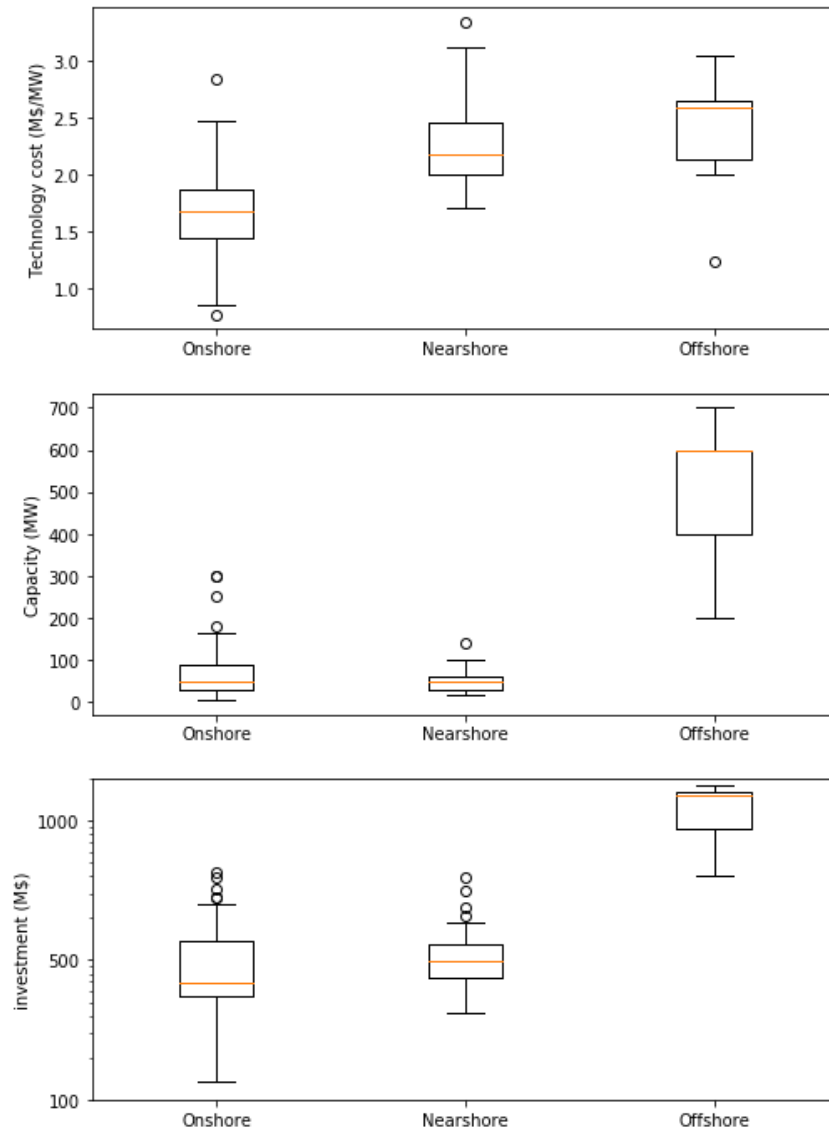 Technology cost (M$/MW)
3.0
2.5
2.0
1.5
1.0
Onshore Nearshore Offshore
Capacity (MW)
700
600
500
400
300
200
100
0
Onshore Nearshore Offshore
investment (M$)
1000
500
100
Onshore Nearshore Offshore